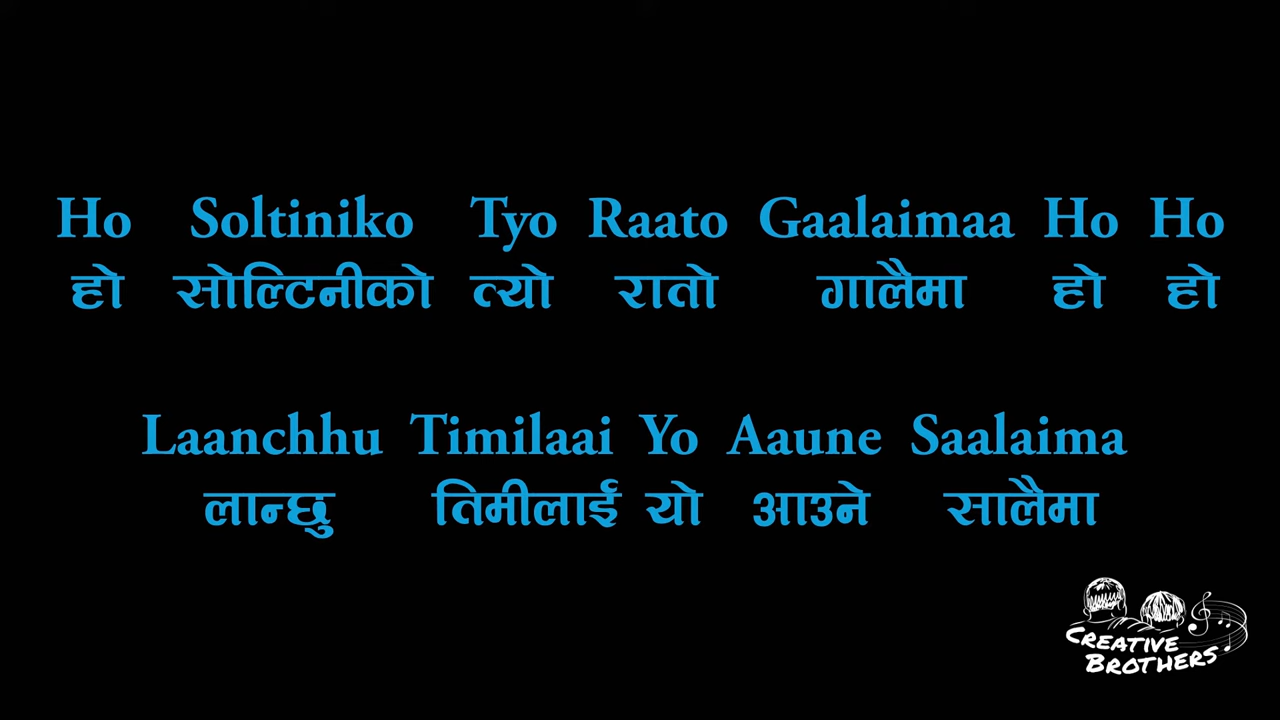 Ho Soltiniko Tyo Raato Gaalaimaa Ho Ho
हो सोल्टिनीको त्यो रातो गालैमा हो हो
Laanchhu Timilaai Yo Aaune Saalaima
लान्छु तिमीलाई यो आउने सालैमा
CREATIVE
BROTHERS